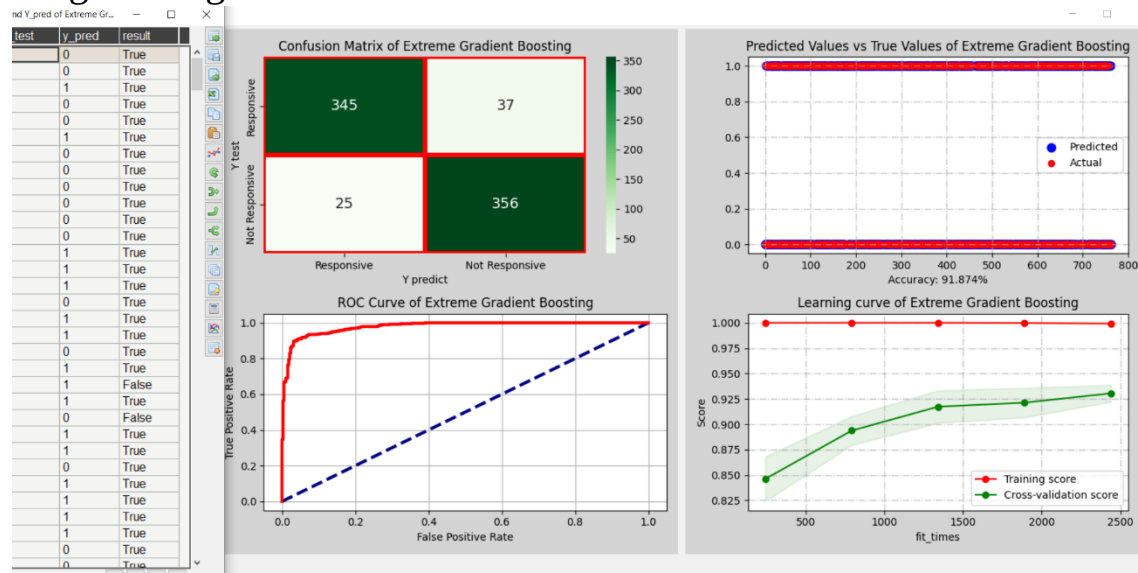 nd Y_pred of Extreme Gr...
test y_pred result
0 True
0 True
1 True
0 True
0 True
1 True
0 True
0 True
0 True
0 True
0 True
0 True
1 True
1 True
1 True
0 True
1 True
1 True
0 True
1 True
1 False
1 True
0 False
1 True
1 True
0 True
1 True
1 True
1 True
1 True
0 True
0 True
Confusion Matrix of Extreme Gradient Boosting
Y test
Responsive
Not Responsive
345 37
25 356
Responsive Not Responsive
Y predict
350
300
250
200
150
100
50
Predicted Values vs True Values of Extreme Gradient Boosting
1.0
0.8
0.6
0.4
0.2
0.0
Predicted
Actual
0 100 200 300 400 500 600 700 800
Accuracy: 91.874%
ROC Curve of Extreme Gradient Boosting
True Positive Rate
1.0
0.8
0.6
0.4
0.2
0.0
0.0 0.2 0.4 0.6 0.8 1.0
False Positive Rate
Learning curve of Extreme Gradient Boosting
Score
1.000
0.975
0.950
0.925
0.900
0.875
0.850
0.825
Training score
Cross-validation score
500 1000 1500 2000 2500
fit_times